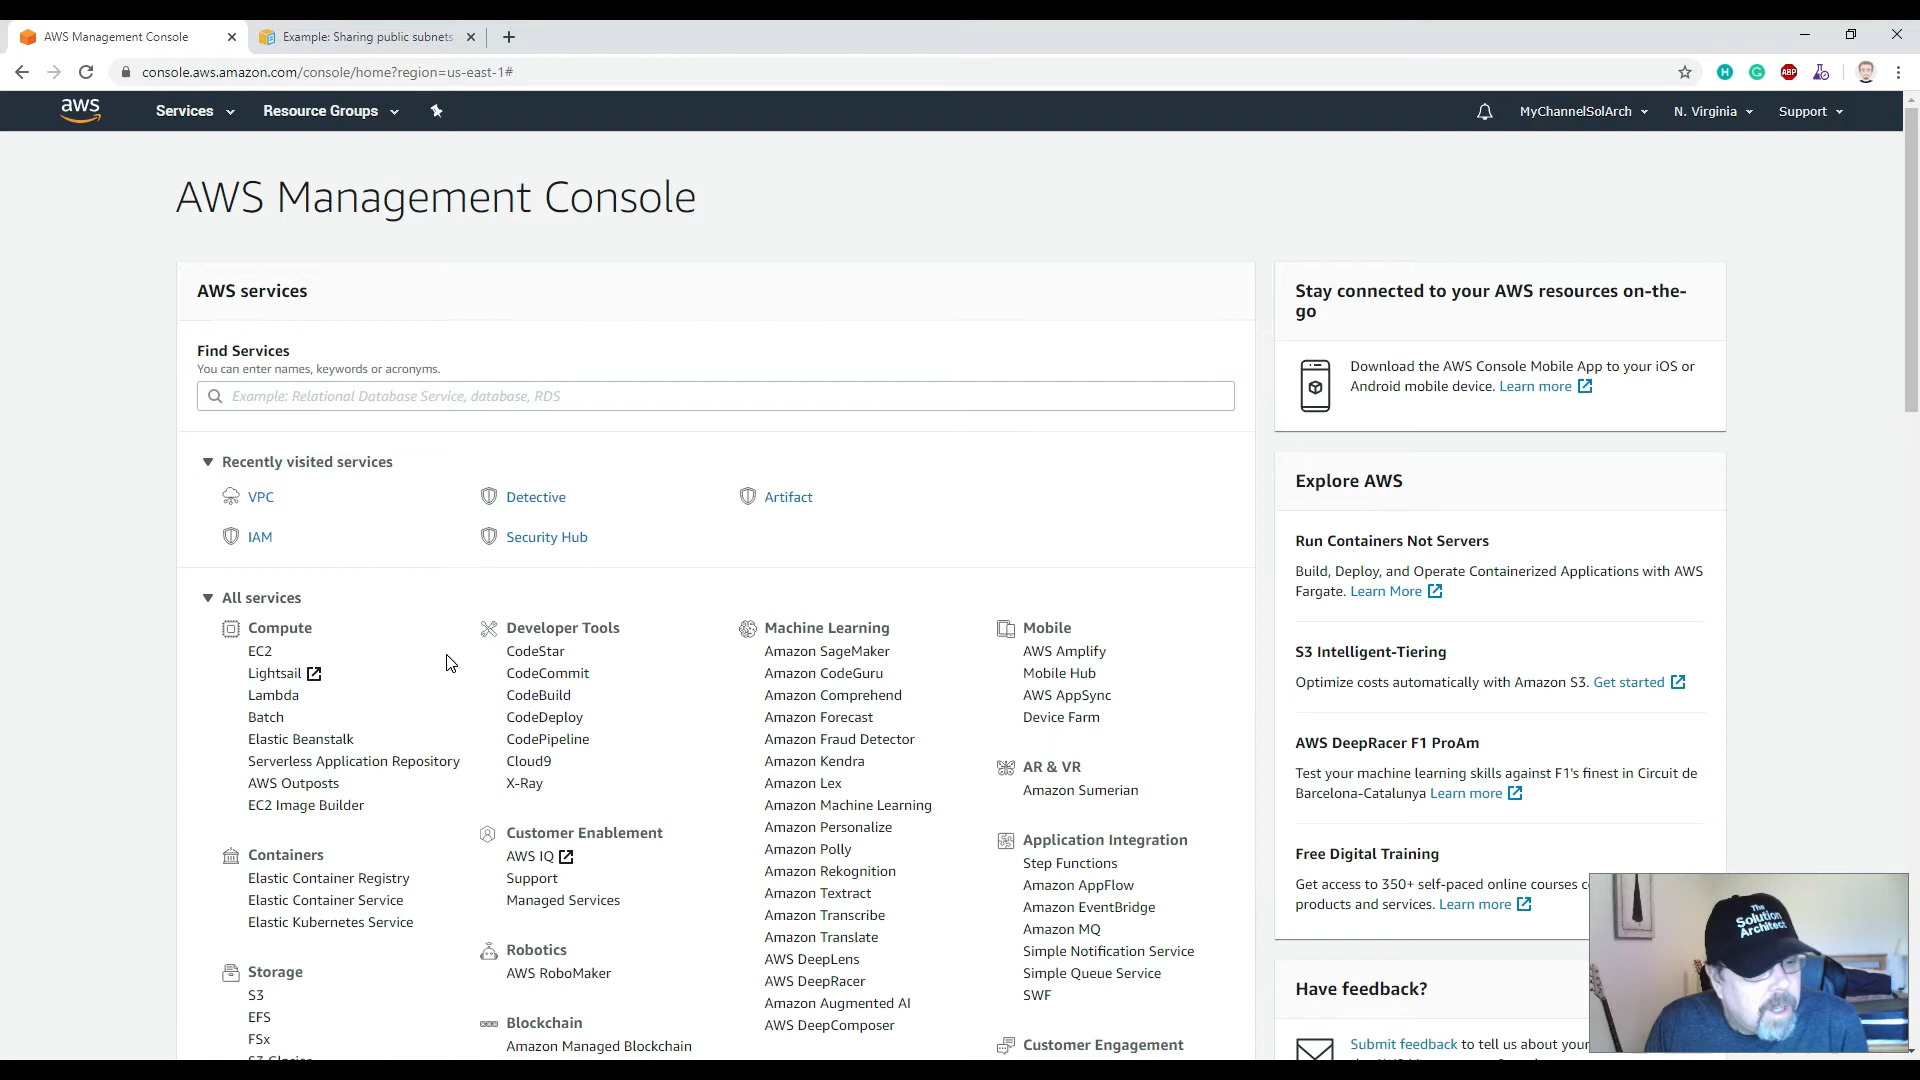 AWS Management Console
Example: Sharing public subnets
console.aws.amazon.com/console/home?region=us-east-1#
H
G
ABP
aws
Services
Resource Groups
MyChannelSolArch
N. Virginia
Support
AWS Management Console
AWS services
Find Services
You can enter names, keywords or acronyms.
Example: Relational Database Service, database, RDS
Recently visited services
VPC
Detective
Artifact
IAM
Security Hub
All services
Compute
EC2
Lightsail
Lambda
Batch
Elastic Beanstalk
Serverless Application Repository
AWS Outposts
EC2 Image Builder
Containers
Elastic Container Registry
Elastic Container Service
Elastic Kubernetes Service
Storage
S3
EFS
FSx
S3 Glacier
Developer Tools
CodeStar
CodeCommit
CodeBuild
CodeDeploy
CodePipeline
Cloud9
X-Ray
Customer Enablement
AWS IQ
Support
Managed Services
Robotics
AWS RoboMaker
Blockchain
Amazon Managed Blockchain
Machine Learning
Amazon SageMaker
Amazon CodeGuru
Amazon Comprehend
Amazon Forecast
Amazon Fraud Detector
Amazon Kendra
Amazon Lex
Amazon Machine Learning
Amazon Personalize
Amazon Polly
Amazon Rekognition
Amazon Textract
Amazon Transcribe
Amazon Translate
AWS DeepLens
AWS DeepRacer
Amazon Augmented AI
AWS DeepComposer
Mobile
AWS Amplify
Mobile Hub
AWS AppSync
Device Farm
AR & VR
Amazon Sumerian
Application Integration
Step Functions
Amazon AppFlow
Amazon EventBridge
Amazon MQ
Simple Notification Service
Simple Queue Service
SWF
Customer Engagement
Stay connected to your AWS resources on-the-
go
Download the AWS Console Mobile App to your iOS or
Android mobile device. Learn more
Explore AWS
Run Containers Not Servers
Build, Deploy, and Operate Containerized Applications with AWS
Fargate. Learn More
S3 Intelligent-Tiering
Optimize costs automatically with Amazon S3. Get started
AWS DeepRacer F1 ProAm
Test your machine learning skills against F1's finest in Circuit de
Barcelona-Catalunya Learn more
Free Digital Training
Get access to 350+ self-paced online courses c
products and services. Learn more
Have feedback?
Submit feedback to tell us about your
The
Solution
Architect